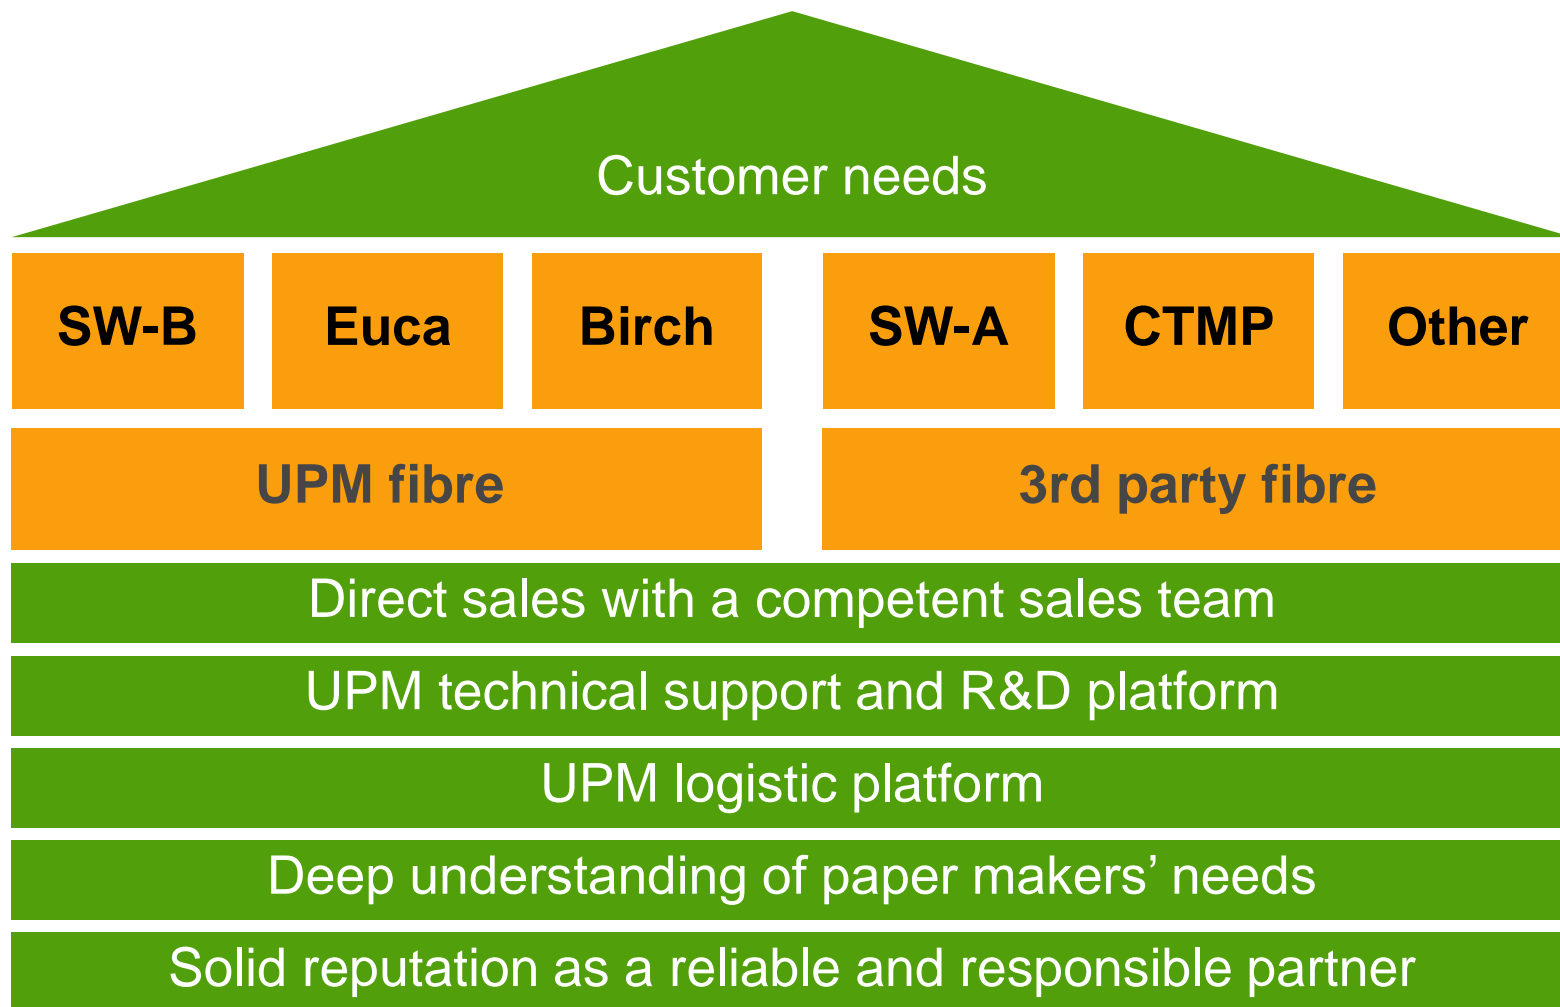 Customer needs
SW-B
Euca
Birch
SW-A
CTMP
Other
UPM fibre
3rd party fibre
Direct sales with a competent sales team
UPM technical support and R&D platform
UPM logistic platform
Deep understanding of paper makers’ needs
Solid reputation as a reliable and responsible partner